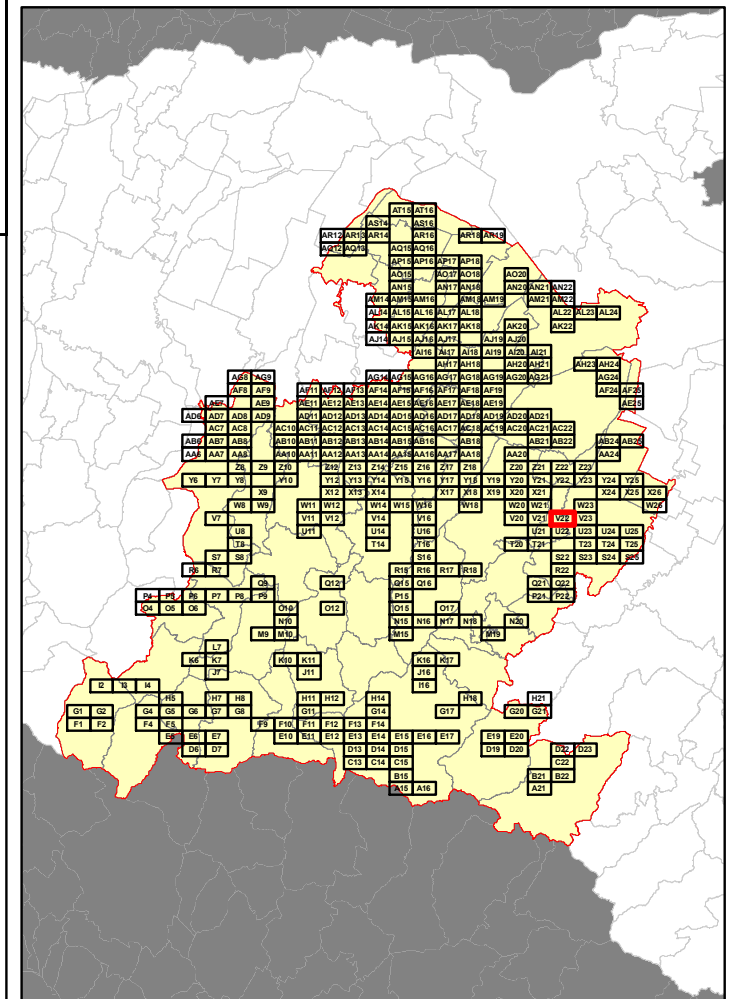 AT15 AT16
AS14 AS16
AR12 AR13 AR14 AR16 AR18 AR19
AQ12 AQ13 AQ15 AQ16
AP15 AP16 AP17 AP18
AO15 AO17 AO18 AO20
AN15 AN17 AN18 AN20 AN21 AN22
AM14 AM15 AM16 AM18 AM19 AM21 AM22
AL14 AL15 AL16 AL17 AL18 AL22 AL23 AL24
AK14 AK15 AK16 AK17 AK18 AK20 AK22
AJ14 AJ15 AJ16 AJ17 AJ19 AJ20
AI16 AI17 AI18 AI19 AI20 AI21
AH17 AH18 AH20 AH21 AH23 AH24
AG8 AG9 AG14 AG15 AG16 AG17 AG18 AG19 AG20 AG21 AG24
AF8 AF9 AF11 AF12 AF13 AF14 AF15 AF16 AF17 AF18 AF19 AF24 AF25
AE7 AE9 AE11 AE12 AE13 AE14 AE15 AE16 AE17 AE18 AE19 AE25
AD6 AD7 AD8 AD9 AD11 AD12 AD13 AD14 AD15 AD16 AD17 AD18 AD19 AD20 AD21
AC7 AC8 AC10 AC11 AC12 AC13 AC14 AC15 AC16 AC17 AC18 AC19 AC20 AC21 AC22
AB6 AB7 AB8 AB10 AB11 AB12 AB13 AB14 AB15 AB16 AB18 AB21 AB22 AB24 AB25
AA6 AA7 AA8 AA10 AA11 AA12 AA13 AA14 AA15 AA16 AA17 AA18 AA20 AA24
Z8 Z9 Z10 Z12 Z13 Z14 Z15 Z16 Z17 Z18 Z20 Z21 Z22 Z23
Y6 Y7 Y8 Y10 Y12 Y13 Y14 Y15 Y16 Y17 Y18 Y19 Y20 Y21 Y22 Y23 Y24 Y25
X9 X12 X13 X14 X17 X18 X19 X20 X21 X24 X25 X26
W8 W9 W11 W12 W14 W15 W16 W18 W20 W21 W23 W26
V7 V11 V12 V14 V16 V20 V21 V22 V23
U8 U11 U14 U16 U21 U22 U24 U25
T8 T14 T16 T20 T21 T23 T24 T25
S7 S8 S16 S22 S23 S24 S25
R6 R7 R15 R16 R17 R18 R22
Q9 Q12 Q15 Q16 Q21 Q22
P4 P5 P6 P7 P8 P9 P15 P21 P22
O4 O5 O6 O10 O12 O15 O17
N10 N15 N16 N17 N18 N20
M9 M10 M15 M19
L7
K6 K7 K10 K11 K16 K17
J7 J11 J16
I2 I3 I4 I16
H5 H7 H8 H11 H12 H14 H18 H21
G1 G2 G4 G5 G6 G7 G8 G11 G14 G17 G20 G21
F1 F2 F4 F5 F9 F10 F11 F12 F13 F14
E5 E6 E7 E10 E11 E12 E13 E14 E15 E16 E17 E19 E20
D6 D7 D13 D14 D15 D19 D20 D22 D23
C13 C14 C15 C22
B15 B21 B22
A15 A16 A21